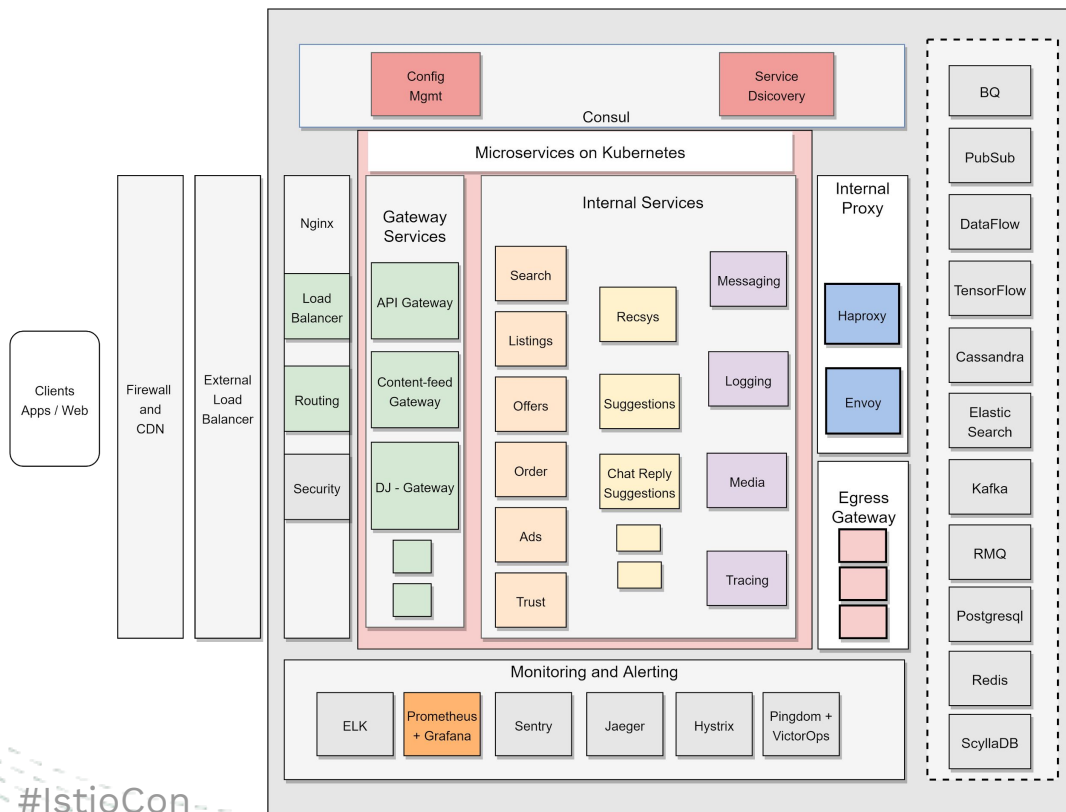 Config
Mgmt
Service
Dsicovery
Consul
Microservices on Kubernetes
Clients
Apps / Web
Firewall
and
CDN
External
Load
Balancer
Nginx
Load
Balancer
Routing
Security
Gateway
Services
API Gateway
Content-feed
Gateway
DJ - Gateway
Internal Services
Search
Listings
Offers
Order
Ads
Trust
Recsys
Suggestions
Chat Reply
Suggestions
Messaging
Logging
Media
Tracing
Internal
Proxy
Haproxy
Envoy
Egress
Gateway
BQ
PubSub
DataFlow
TensorFlow
Cassandra
Elastic
Search
Kafka
RMQ
Postgresql
Redis
ScyllaDB
Monitoring and Alerting
ELK
Prometheus
+ Grafana
Sentry
Jaeger
Hystrix
Pingdom +
VictorOps
#IstioCon